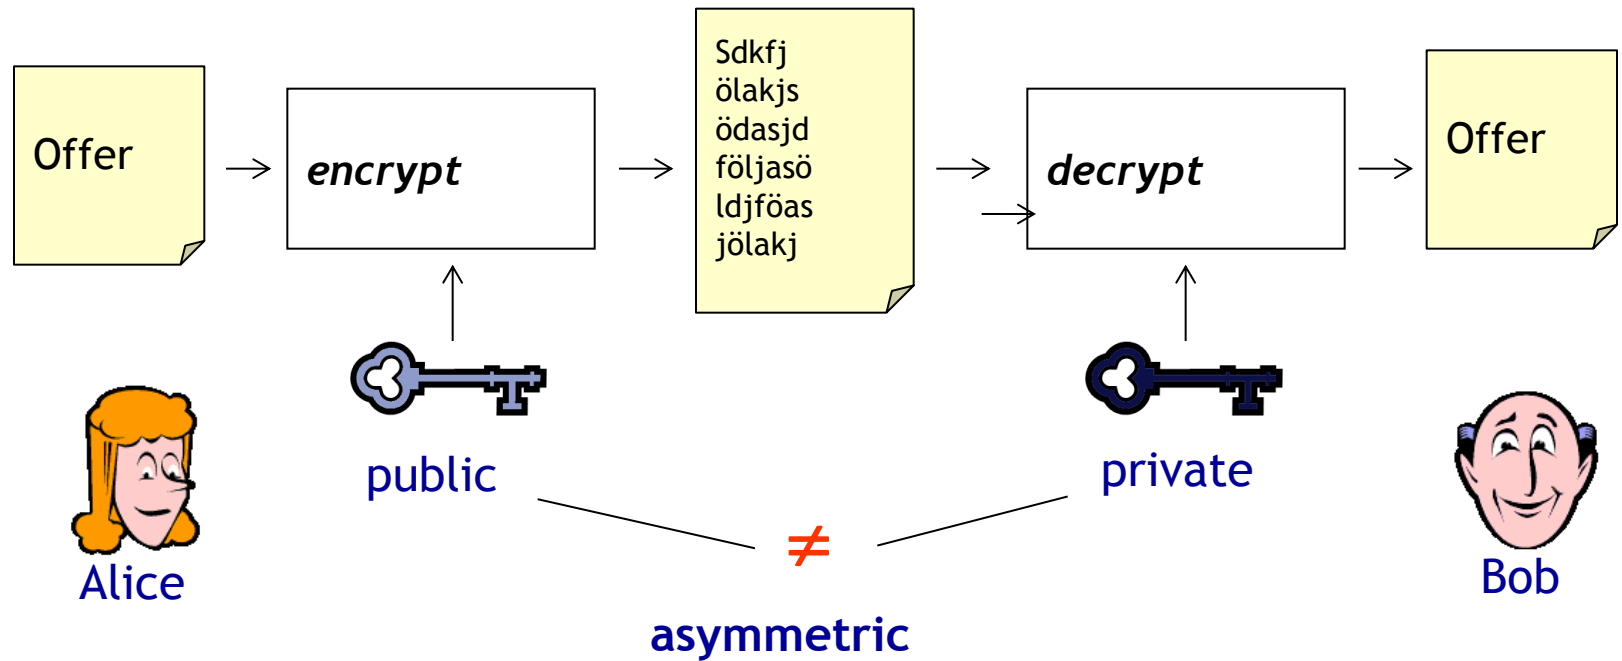 Offer
encrypt
Sdkfj
ölakjs
ödasjd
följasö
ldjföas
jölakj
decrypt
Offer
public
private
≠
Alice
Bob
asymmetric